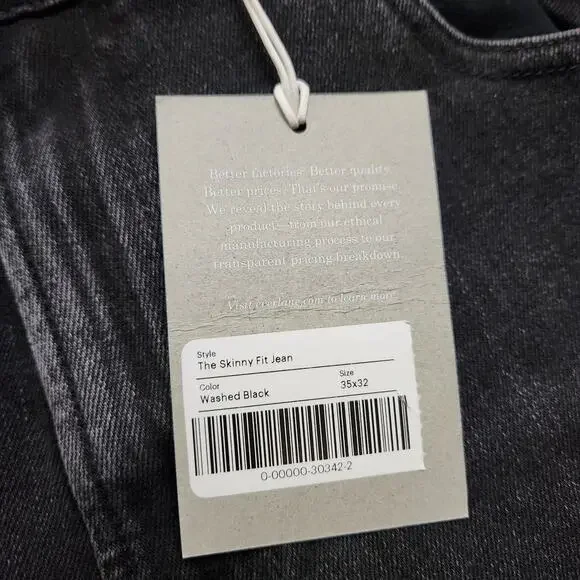 Better factories. Better quality.
Better prices. That's our promise.
We reveal the story behind every
product—from our ethical
manufacturing process to our
transparent pricing breakdown.
Visit everlane.com to learn more.
Style
The Skinny Fit Jean
Color
Size
Washed Black
35x32
0-00000-30342-2